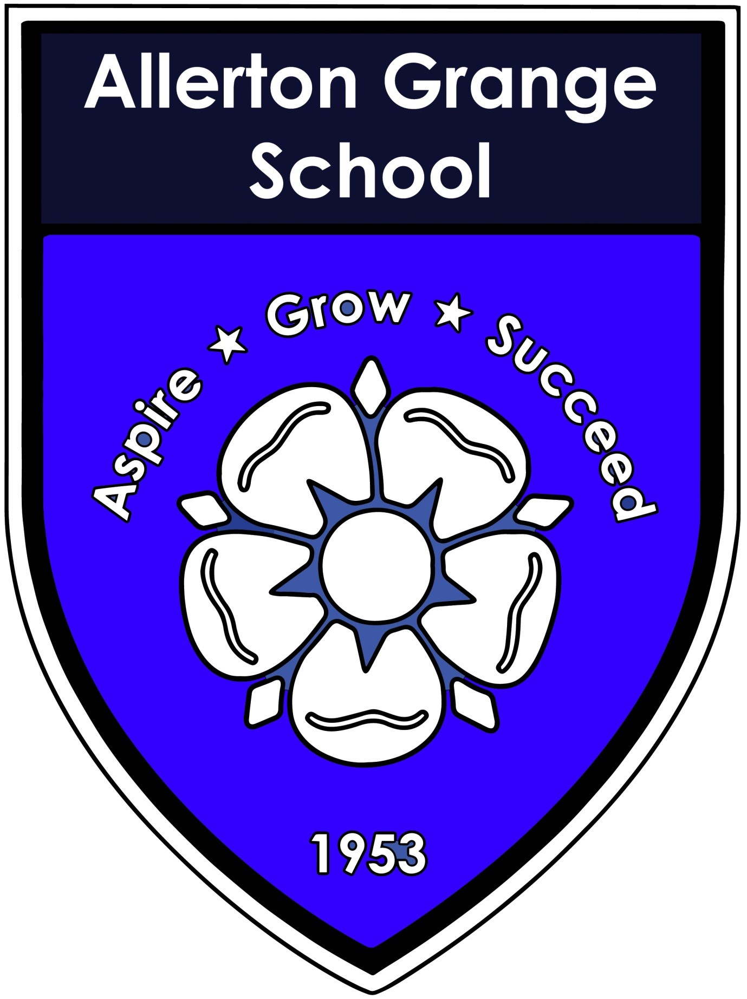 Allerton Grange
School
Aspire ★ Grow ★ Succeed
1953